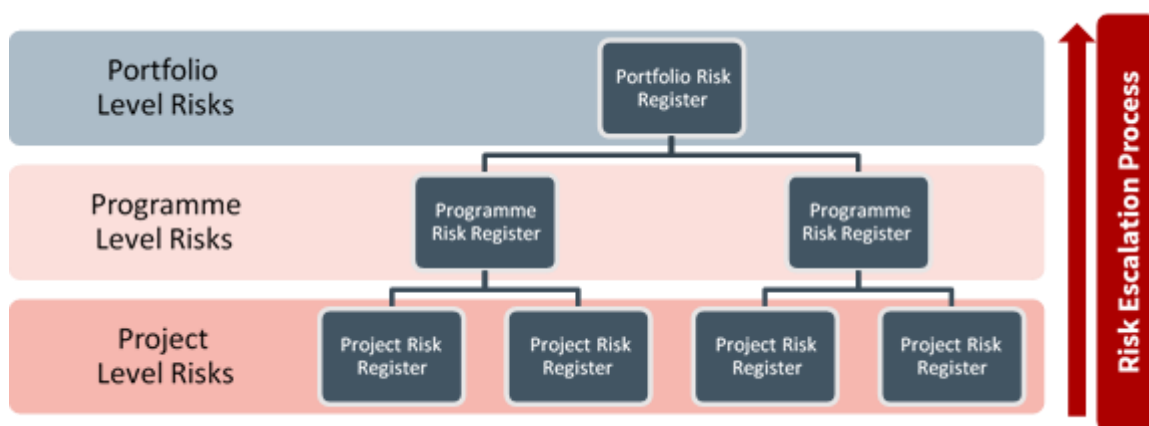 Portfolio
Level Risks
Portfolio Risk
Register
Programme
Level Risks
Programme
Risk Register
Programme
Risk Register
Project
Level Risks
Project Risk
Register
Project Risk
Register
Project Risk
Register
Project Risk
Register
Risk Escalation Process